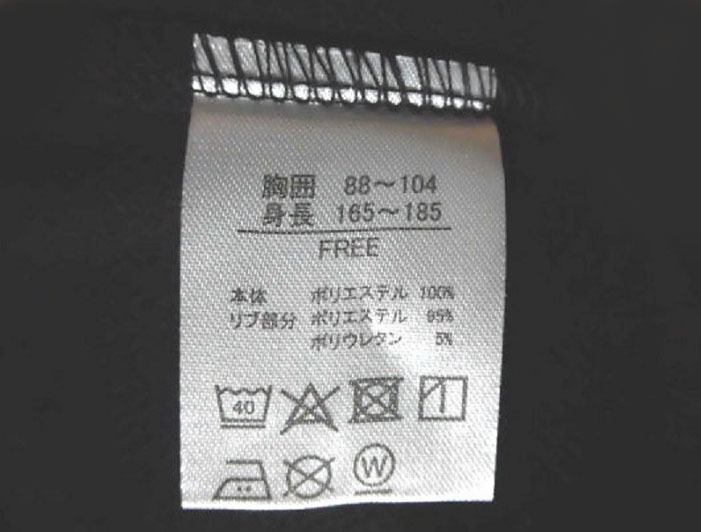 胸囲 88～104
身長 165～185
FREE
本体 ポリエステル 100%
リブ部分 ポリエステル 95%
ポリウレタン 5%
40
W